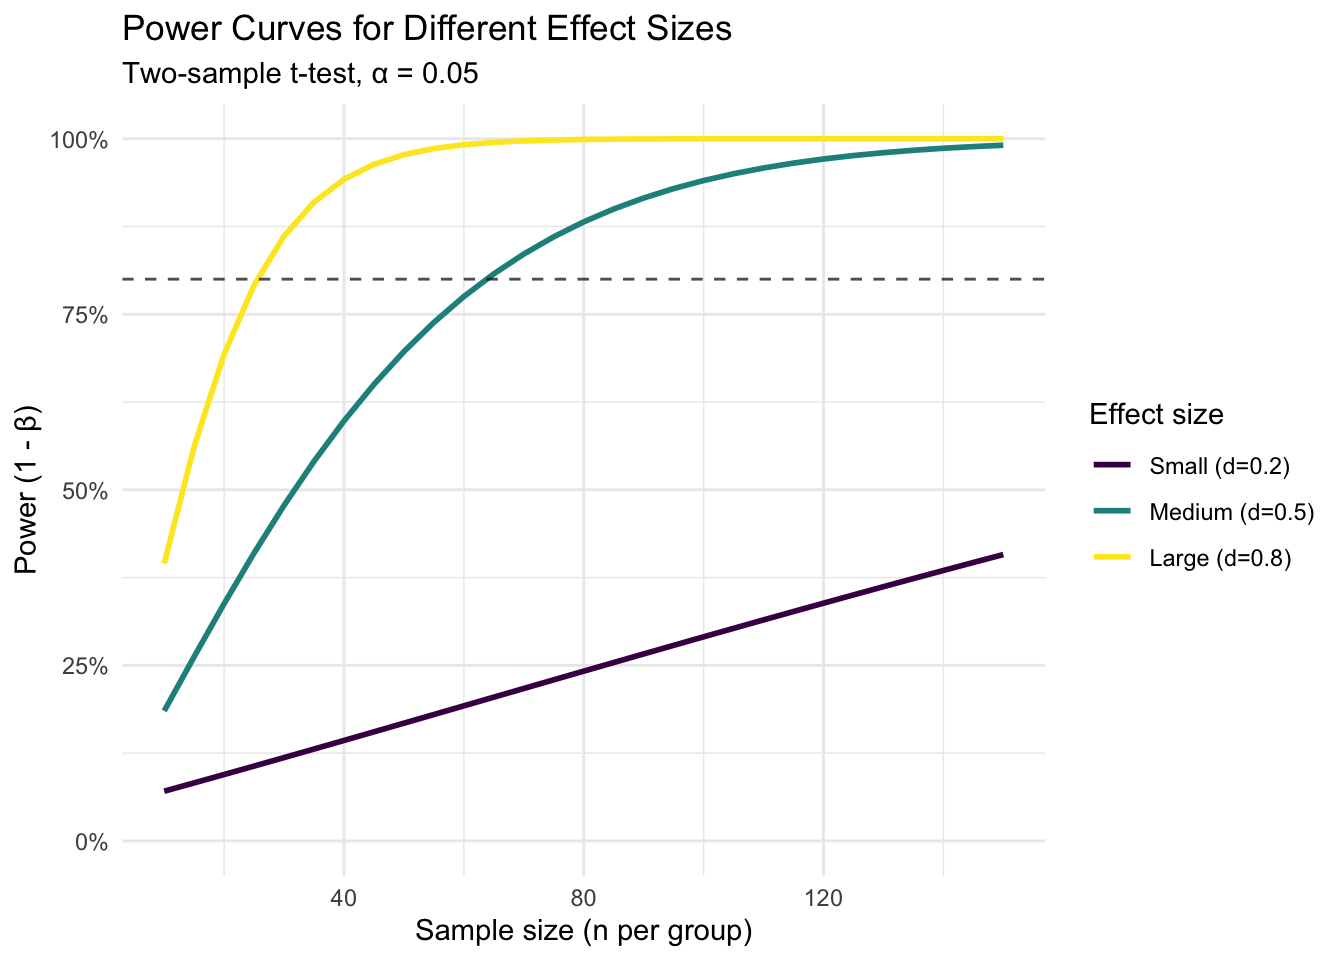 Power Curves for Different Effect Sizes
Two-sample t-test, α = 0.05
100%
75%
50%
25%
0%
Power (1 - β)
40 80 120
Sample size (n per group)
Effect size
Small (d=0.2)
Medium (d=0.5)
Large (d=0.8)